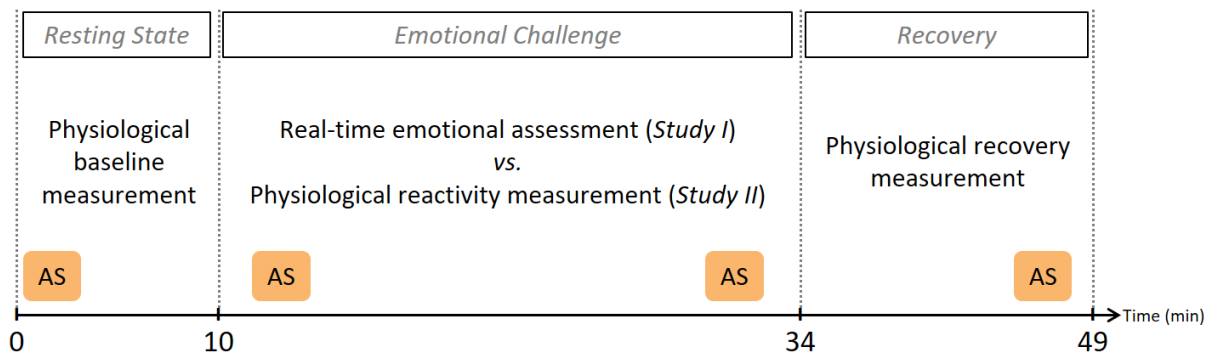 Resting State
Emotional Challenge
Recovery
Physiological
baseline
measurement
Real-time emotional assessment (Study I)
vs.
Physiological reactivity measurement (Study II)
Physiological recovery
measurement
AS
AS
AS
AS
Time (min)
0
10
34
49